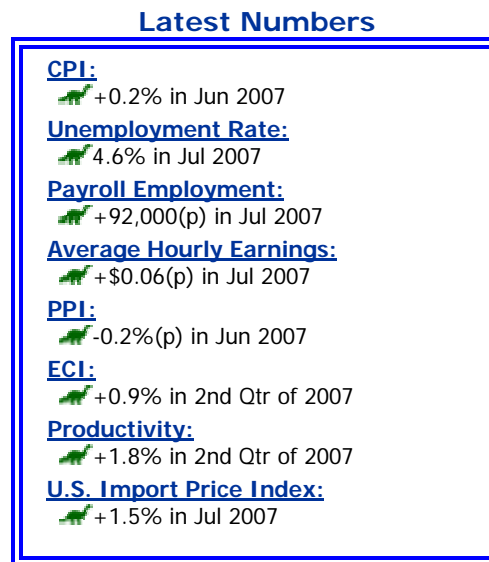 Latest Numbers
CPI:
+0.2% in Jun 2007
Unemployment Rate:
4.6% in Jul 2007
Payroll Employment:
+92,000(p) in Jul 2007
Average Hourly Earnings:
+$0.06(p) in Jul 2007
PPI:
-0.2%(p) in Jun 2007
ECI:
+0.9% in 2nd Qtr of 2007
Productivity:
+1.8% in 2nd Qtr of 2007
U.S. Import Price Index:
+1.5% in Jul 2007